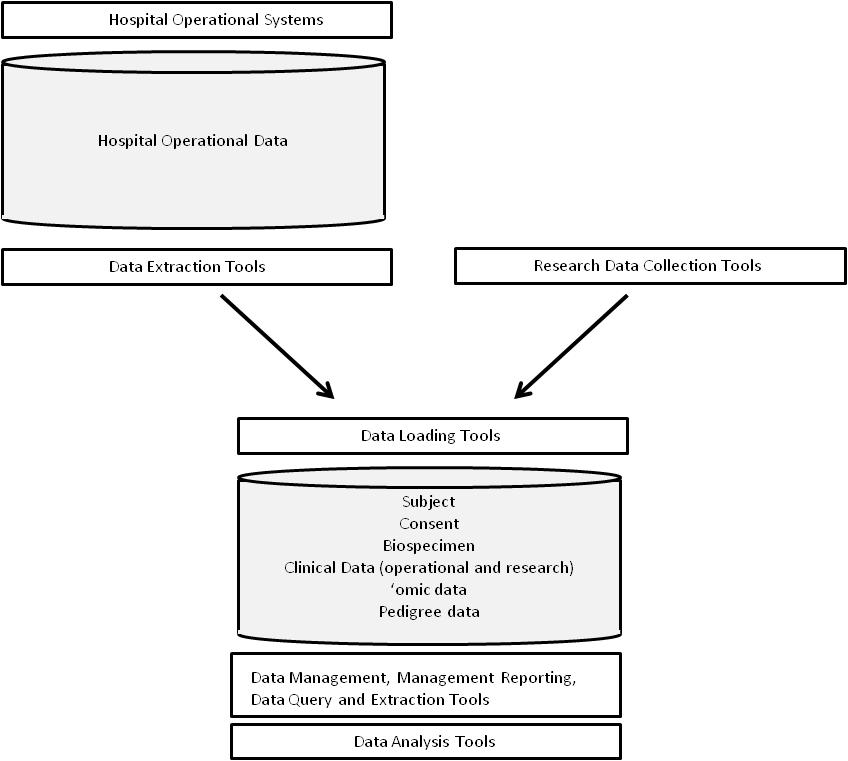 Hospital Operational Systems
Hospital Operational Data
Data Extraction Tools
Research Data Collection Tools
Data Loading Tools
Subject
Consent
Biospecimen
Clinical Data (operational and research)
‘omic data
Pedigree data
Data Management, Management Reporting,
Data Query and Extraction Tools
Data Analysis Tools